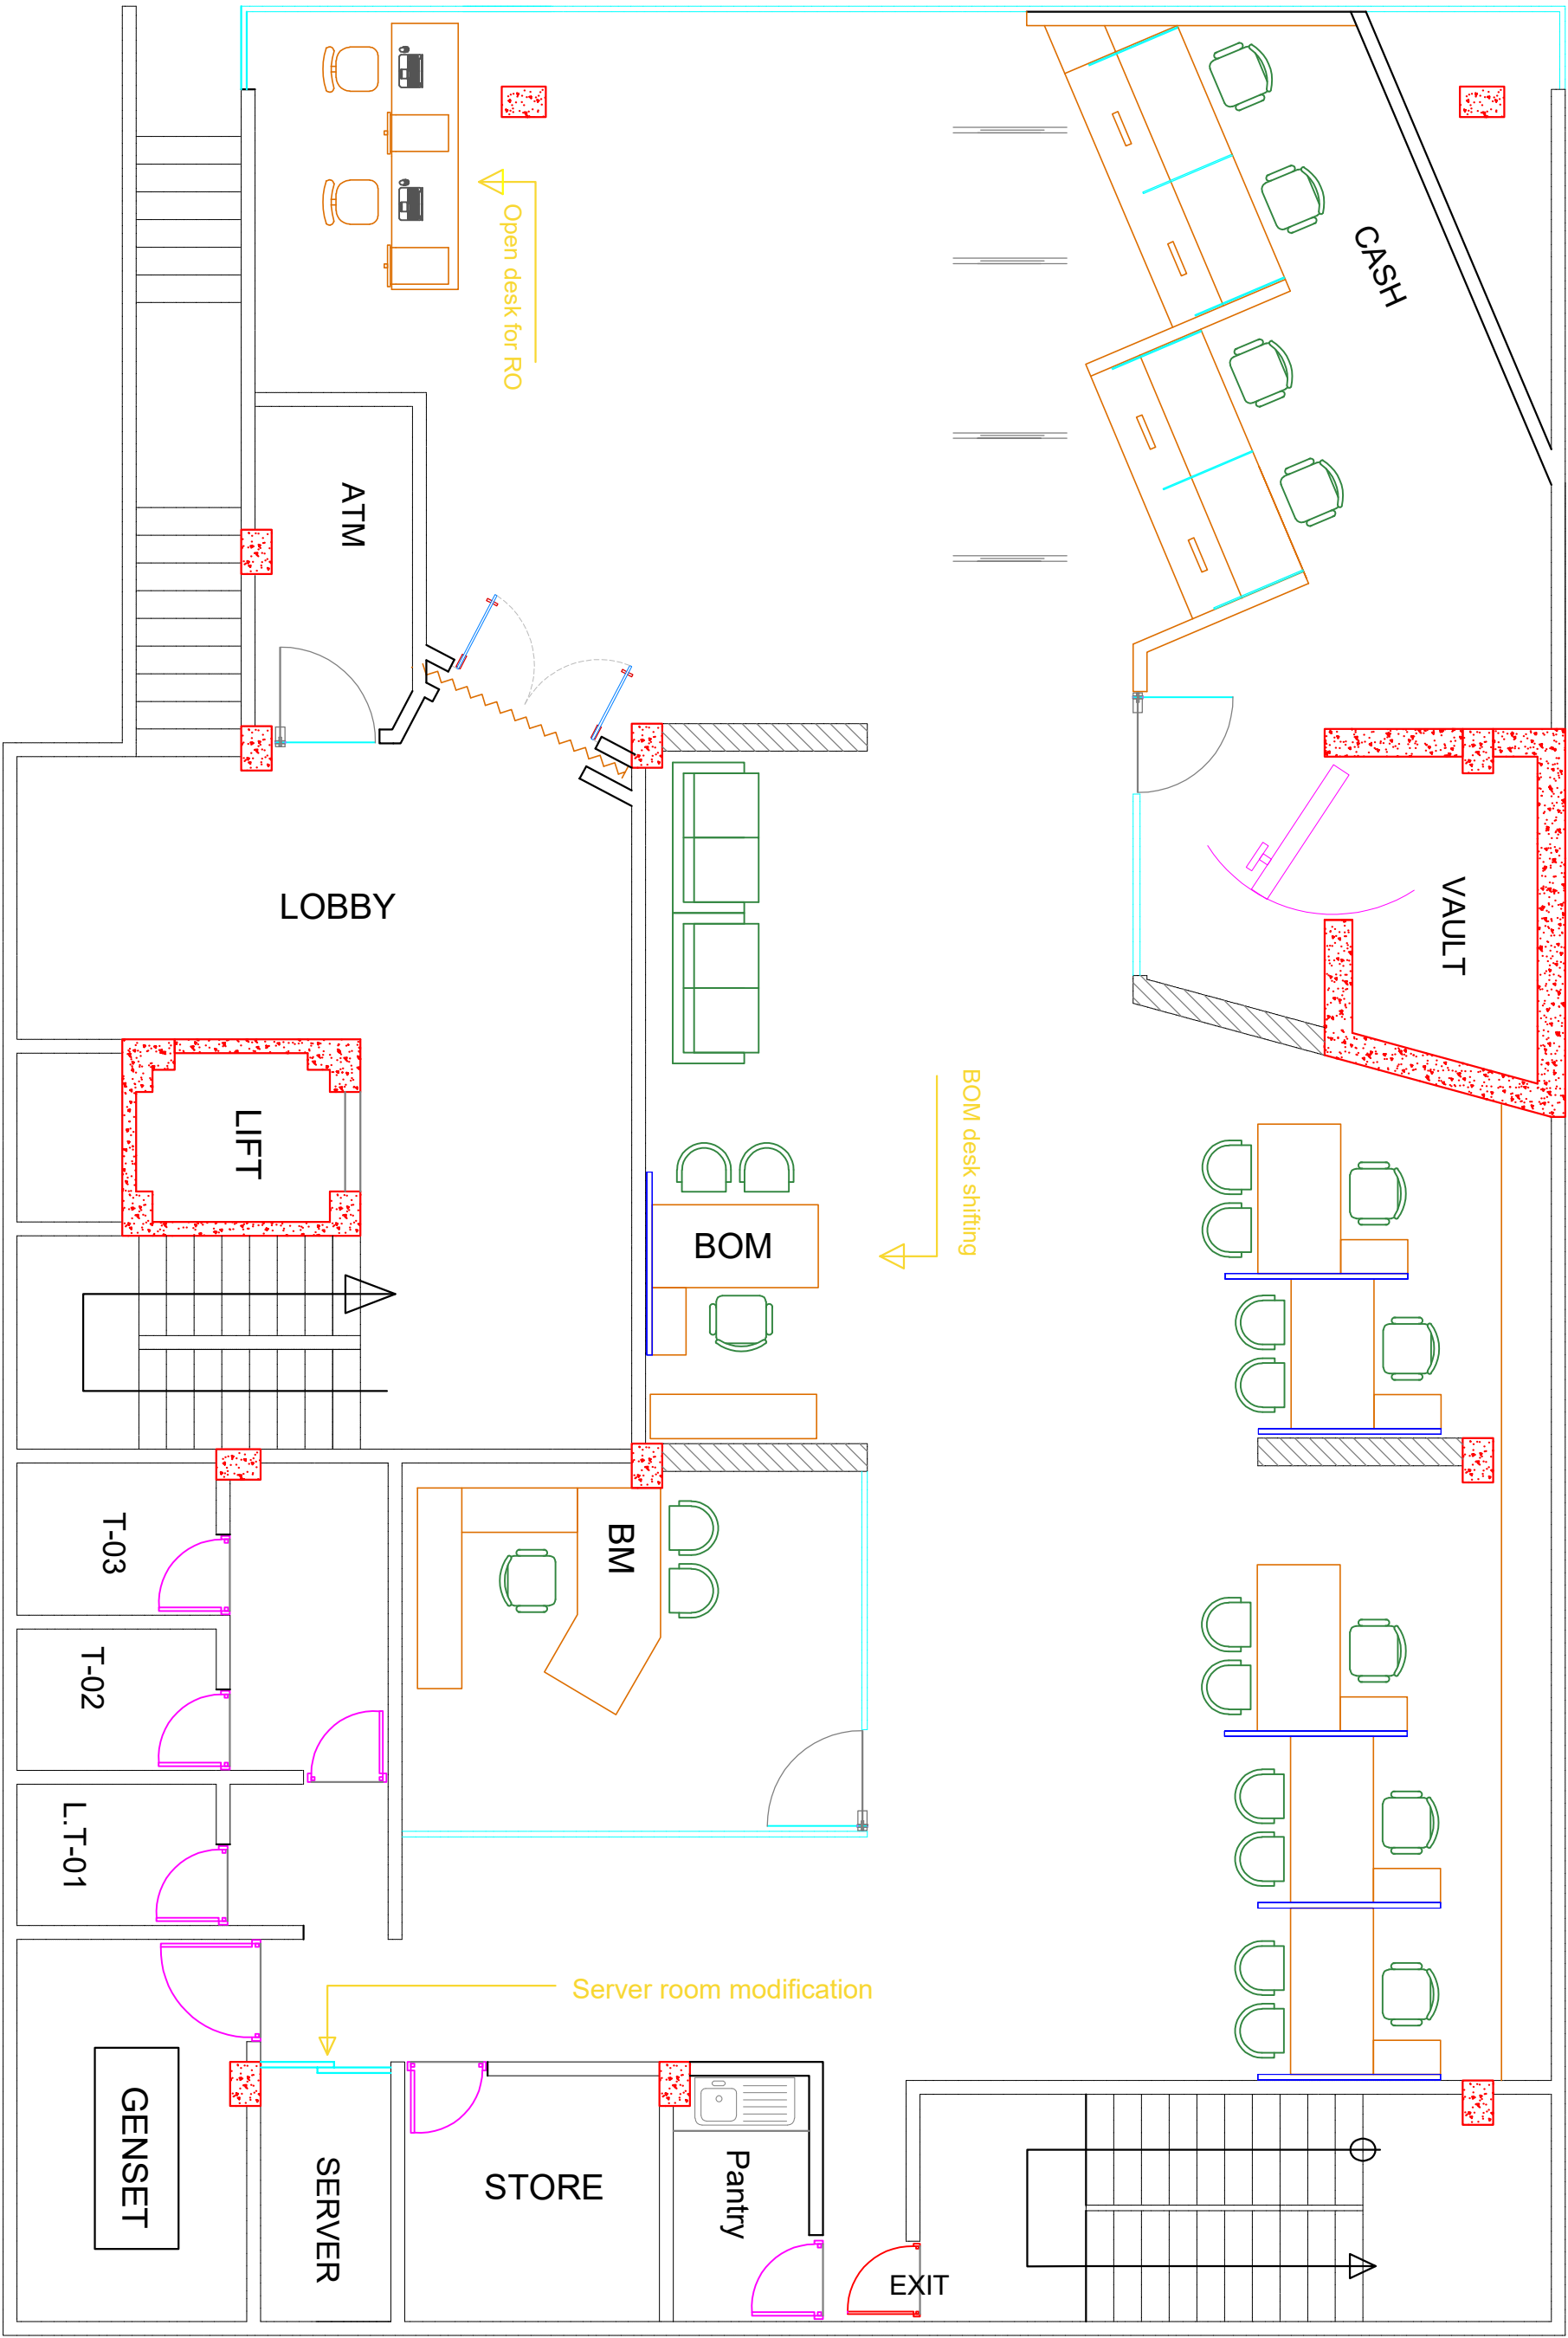 CASH
Open desk for RO
ATM
VAULT
LOBBY
BOM desk shifting
LIFT
BOM
BM
T-03
T-02
L.T-01
Server room modification
GENSET
SERVER
STORE
Pantry
EXIT